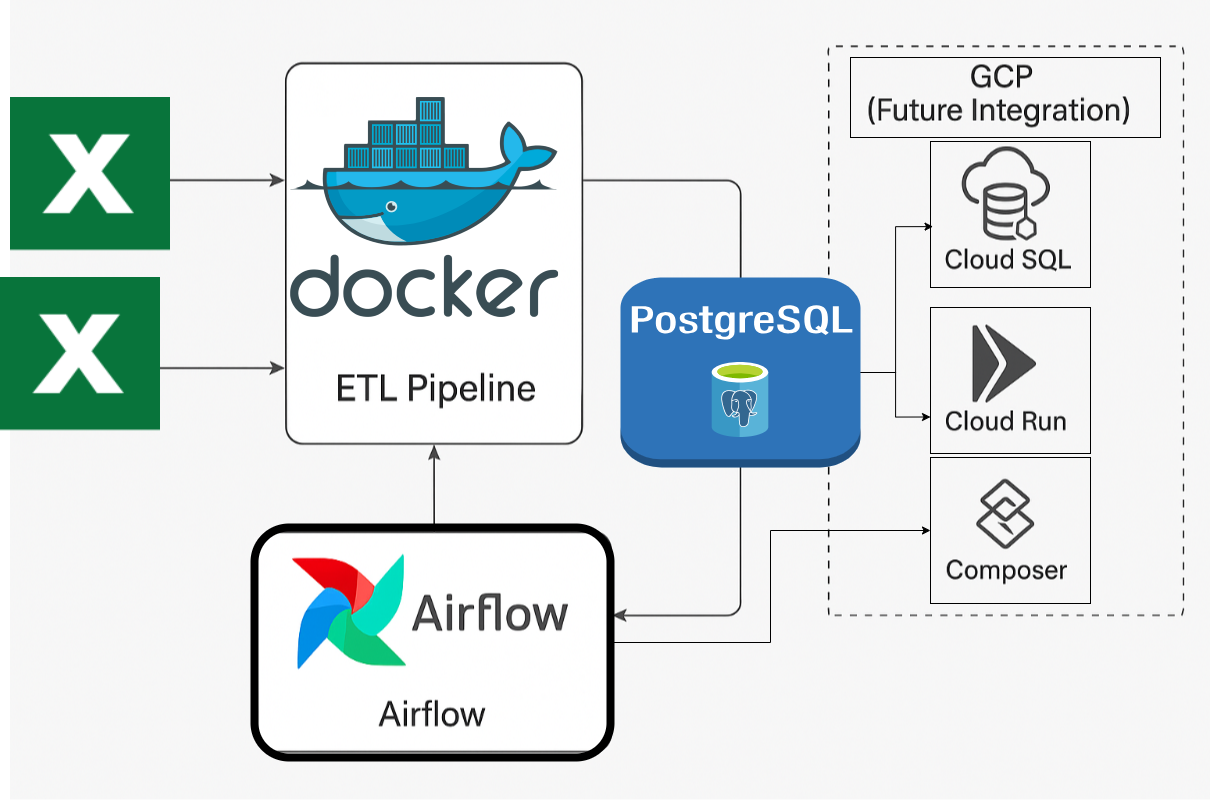 X
X
docker
ETL Pipeline
PostgreSQL
Airflow
Airflow
GCP
(Future Integration)
Cloud SQL
Cloud Run
Composer